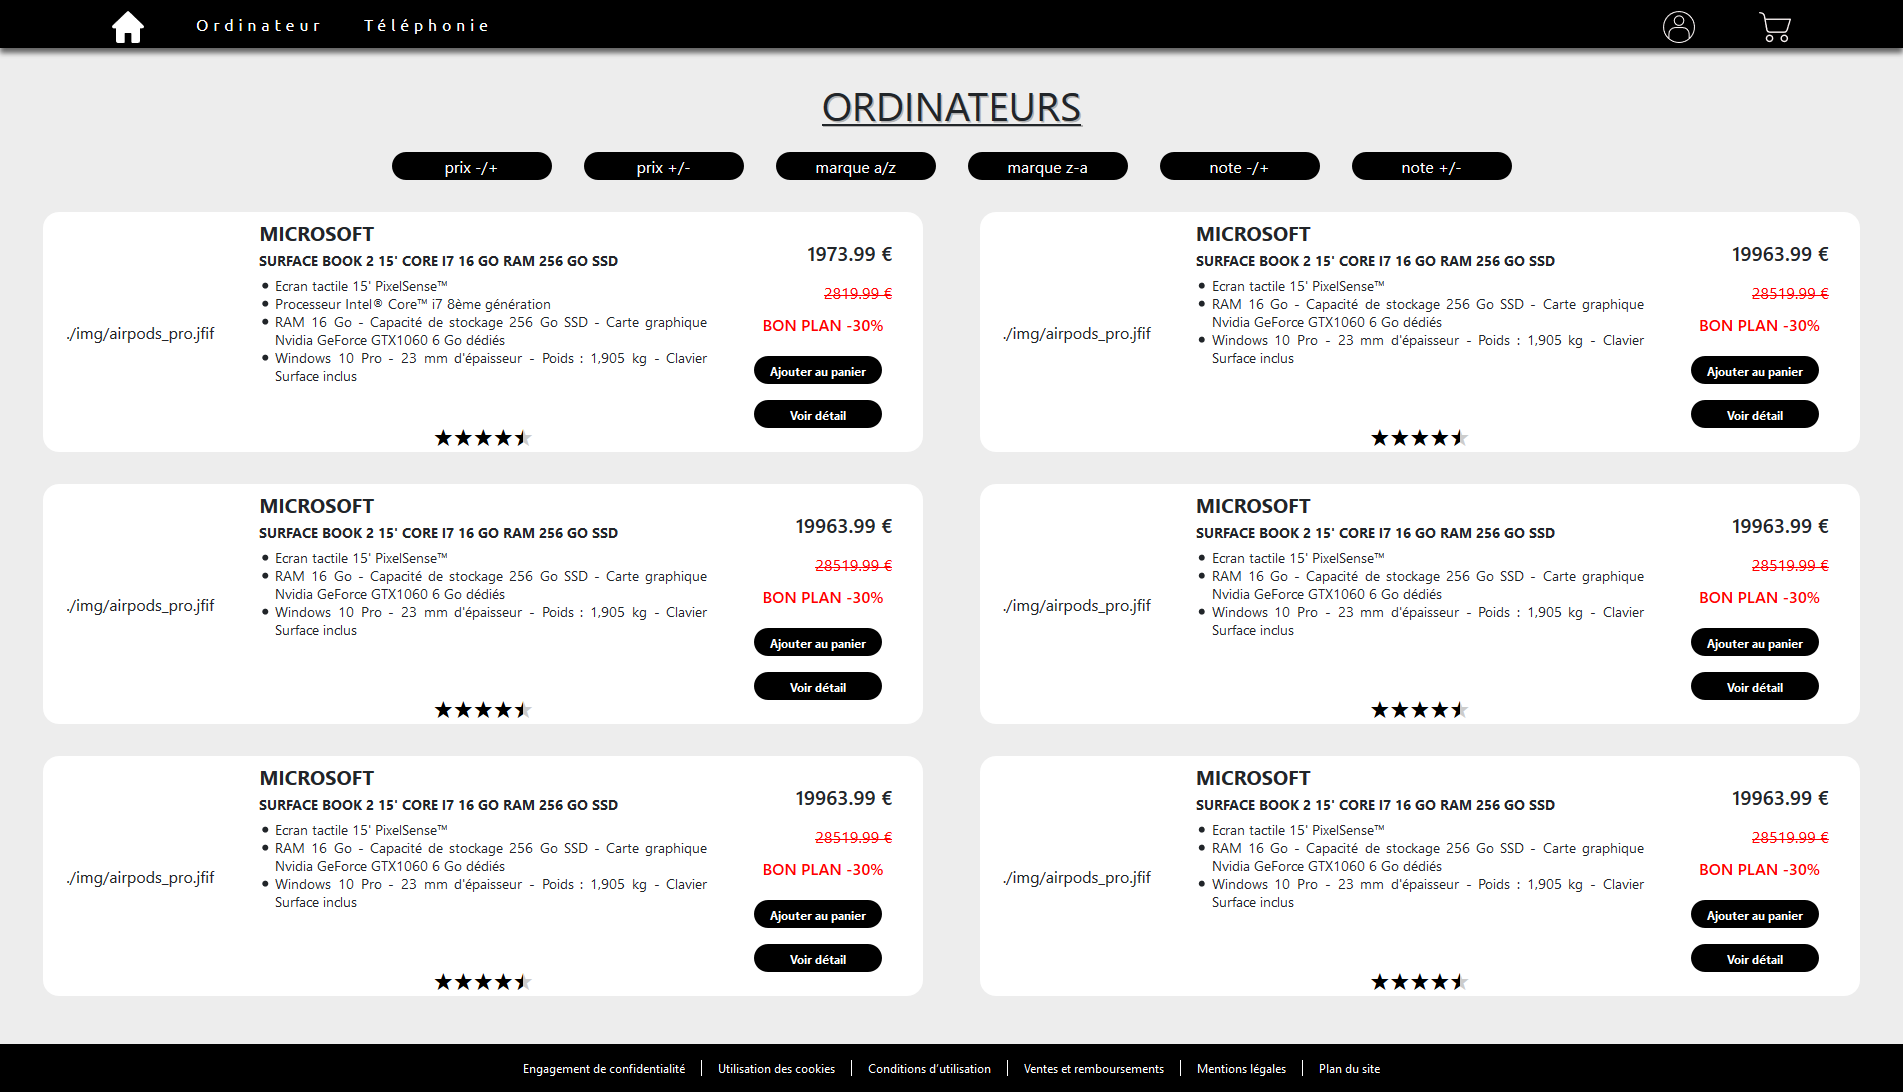 Ordinateur
Téléphonie
ORDINATEURS
prix -/+
prix +/-
marque a/z
marque z-a
note -/+
note +/-
./img/airpods_pro.jfif
MICROSOFT
SURFACE BOOK 2 15' CORE I7 16 GO RAM 256 GO SSD
Ecran tactile 15' PixelSense™
Processeur Intel® Core™ i7 8ème génération
RAM 16 Go - Capacité de stockage 256 Go SSD - Carte graphique
Nvidia GeForce GTX1060 6 Go dédiés
Windows 10 Pro - 23 mm d'épaisseur - Poids : 1,905 kg - Clavier
Surface inclus
1973.99 €
2819.99 €
BON PLAN -30%
Ajouter au panier
Voir détail
./img/airpods_pro.jfif
MICROSOFT
SURFACE BOOK 2 15' CORE I7 16 GO RAM 256 GO SSD
Ecran tactile 15' PixelSense™
RAM 16 Go - Capacité de stockage 256 Go SSD - Carte graphique
Nvidia GeForce GTX1060 6 Go dédiés
Windows 10 Pro - 23 mm d'épaisseur - Poids : 1,905 kg - Clavier
Surface inclus
19963.99 €
28519.99 €
BON PLAN -30%
Ajouter au panier
Voir détail
./img/airpods_pro.jfif
MICROSOFT
SURFACE BOOK 2 15' CORE I7 16 GO RAM 256 GO SSD
Ecran tactile 15' PixelSense™
RAM 16 Go - Capacité de stockage 256 Go SSD - Carte graphique
Nvidia GeForce GTX1060 6 Go dédiés
Windows 10 Pro - 23 mm d'épaisseur - Poids : 1,905 kg - Clavier
Surface inclus
19963.99 €
28519.99 €
BON PLAN -30%
Ajouter au panier
Voir détail
./img/airpods_pro.jfif
MICROSOFT
SURFACE BOOK 2 15' CORE I7 16 GO RAM 256 GO SSD
Ecran tactile 15' PixelSense™
RAM 16 Go - Capacité de stockage 256 Go SSD - Carte graphique
Nvidia GeForce GTX1060 6 Go dédiés
Windows 10 Pro - 23 mm d'épaisseur - Poids : 1,905 kg - Clavier
Surface inclus
19963.99 €
28519.99 €
BON PLAN -30%
Ajouter au panier
Voir détail
./img/airpods_pro.jfif
MICROSOFT
SURFACE BOOK 2 15' CORE I7 16 GO RAM 256 GO SSD
Ecran tactile 15' PixelSense™
RAM 16 Go - Capacité de stockage 256 Go SSD - Carte graphique
Nvidia GeForce GTX1060 6 Go dédiés
Windows 10 Pro - 23 mm d'épaisseur - Poids : 1,905 kg - Clavier
Surface inclus
19963.99 €
28519.99 €
BON PLAN -30%
Ajouter au panier
Voir détail
./img/airpods_pro.jfif
MICROSOFT
SURFACE BOOK 2 15' CORE I7 16 GO RAM 256 GO SSD
Ecran tactile 15' PixelSense™
RAM 16 Go - Capacité de stockage 256 Go SSD - Carte graphique
Nvidia GeForce GTX1060 6 Go dédiés
Windows 10 Pro - 23 mm d'épaisseur - Poids : 1,905 kg - Clavier
Surface inclus
19963.99 €
28519.99 €
BON PLAN -30%
Ajouter au panier
Voir détail
Engagement de confidentialité
Utilisation des cookies
Conditions d'utilisation
Ventes et remboursements
Mentions légales
Plan du site